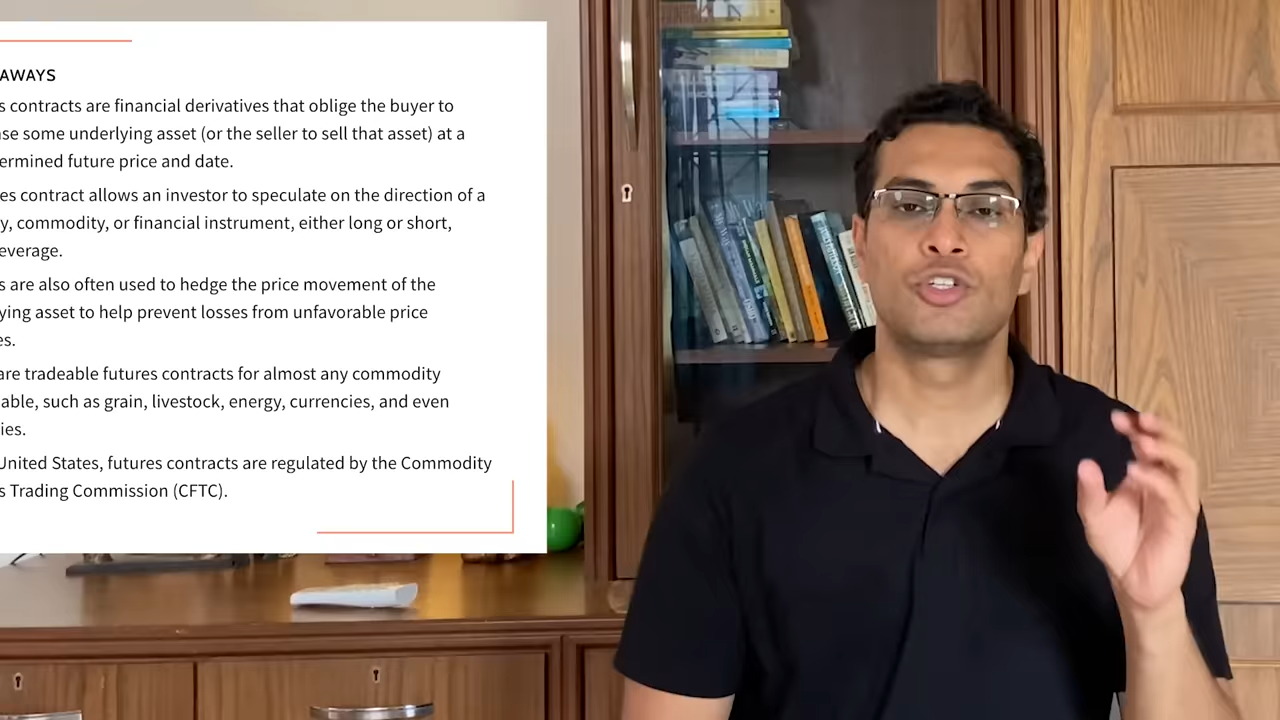 AWAYS
s contracts are financial derivatives that oblige the buyer to
se some underlying asset (or the seller to sell that asset) at a
ermined future price and date.
es contract allows an investor to speculate on the direction of a
y, commodity, or financial instrument, either long or short,
everage.
s are also often used to hedge the price movement of the
ying asset to help prevent losses from unfavorable price
es.
are tradeable futures contracts for almost any commodity
able, such as grain, livestock, energy, currencies, and even
ies.
United States, futures contracts are regulated by the Commodity
s Trading Commission (CFTC).